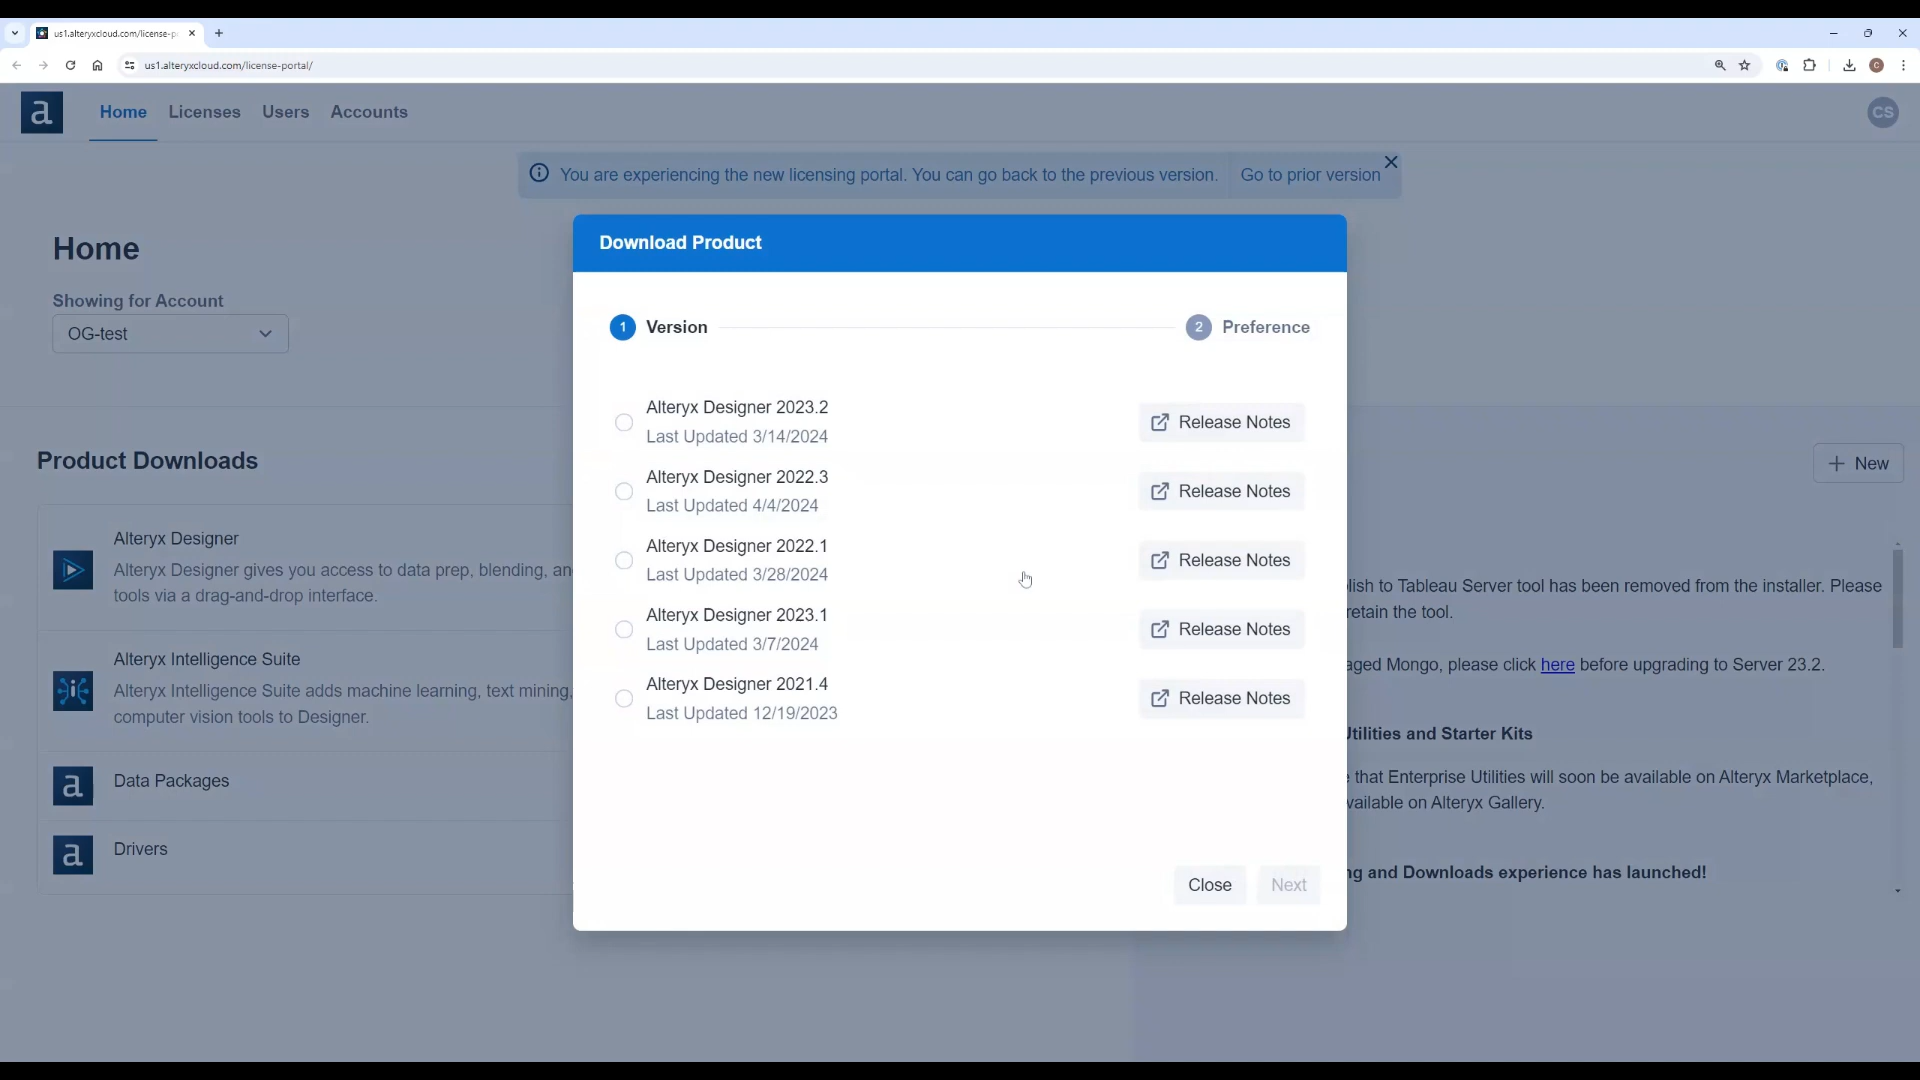 us1.alteryxcloud.com/license-p
us1.alteryxcloud.com/license-portal/
C
a
Home
Licenses
Users
Accounts
CS
You are experiencing the new licensing portal. You can go back to the previous version.
Go to prior version
Home
Showing for Account
OG-test
Product Downloads
Alteryx Designer
Alteryx Designer gives you access to data prep, blending, an
tools via a drag-and-drop interface.
Alteryx Intelligence Suite
Alteryx Intelligence Suite adds machine learning, text mining,
computer vision tools to Designer.
a
Data Packages
a
Drivers
Download Product
1 Version
2 Preference
Alteryx Designer 2023.2
Last Updated 3/14/2024
Release Notes
Alteryx Designer 2022.3
Last Updated 4/4/2024
Release Notes
Alteryx Designer 2022.1
Last Updated 3/28/2024
Release Notes
Alteryx Designer 2023.1
Last Updated 3/7/2024
Release Notes
Alteryx Designer 2021.4
Last Updated 12/19/2023
Release Notes
Close
Next
New
lish to Tableau Server tool has been removed from the installer. Please
retain the tool.
aged Mongo, please click here before upgrading to Server 23.2.
Utilities and Starter Kits
that Enterprise Utilities will soon be available on Alteryx Marketplace,
vailable on Alteryx Gallery.
ng and Downloads experience has launched!